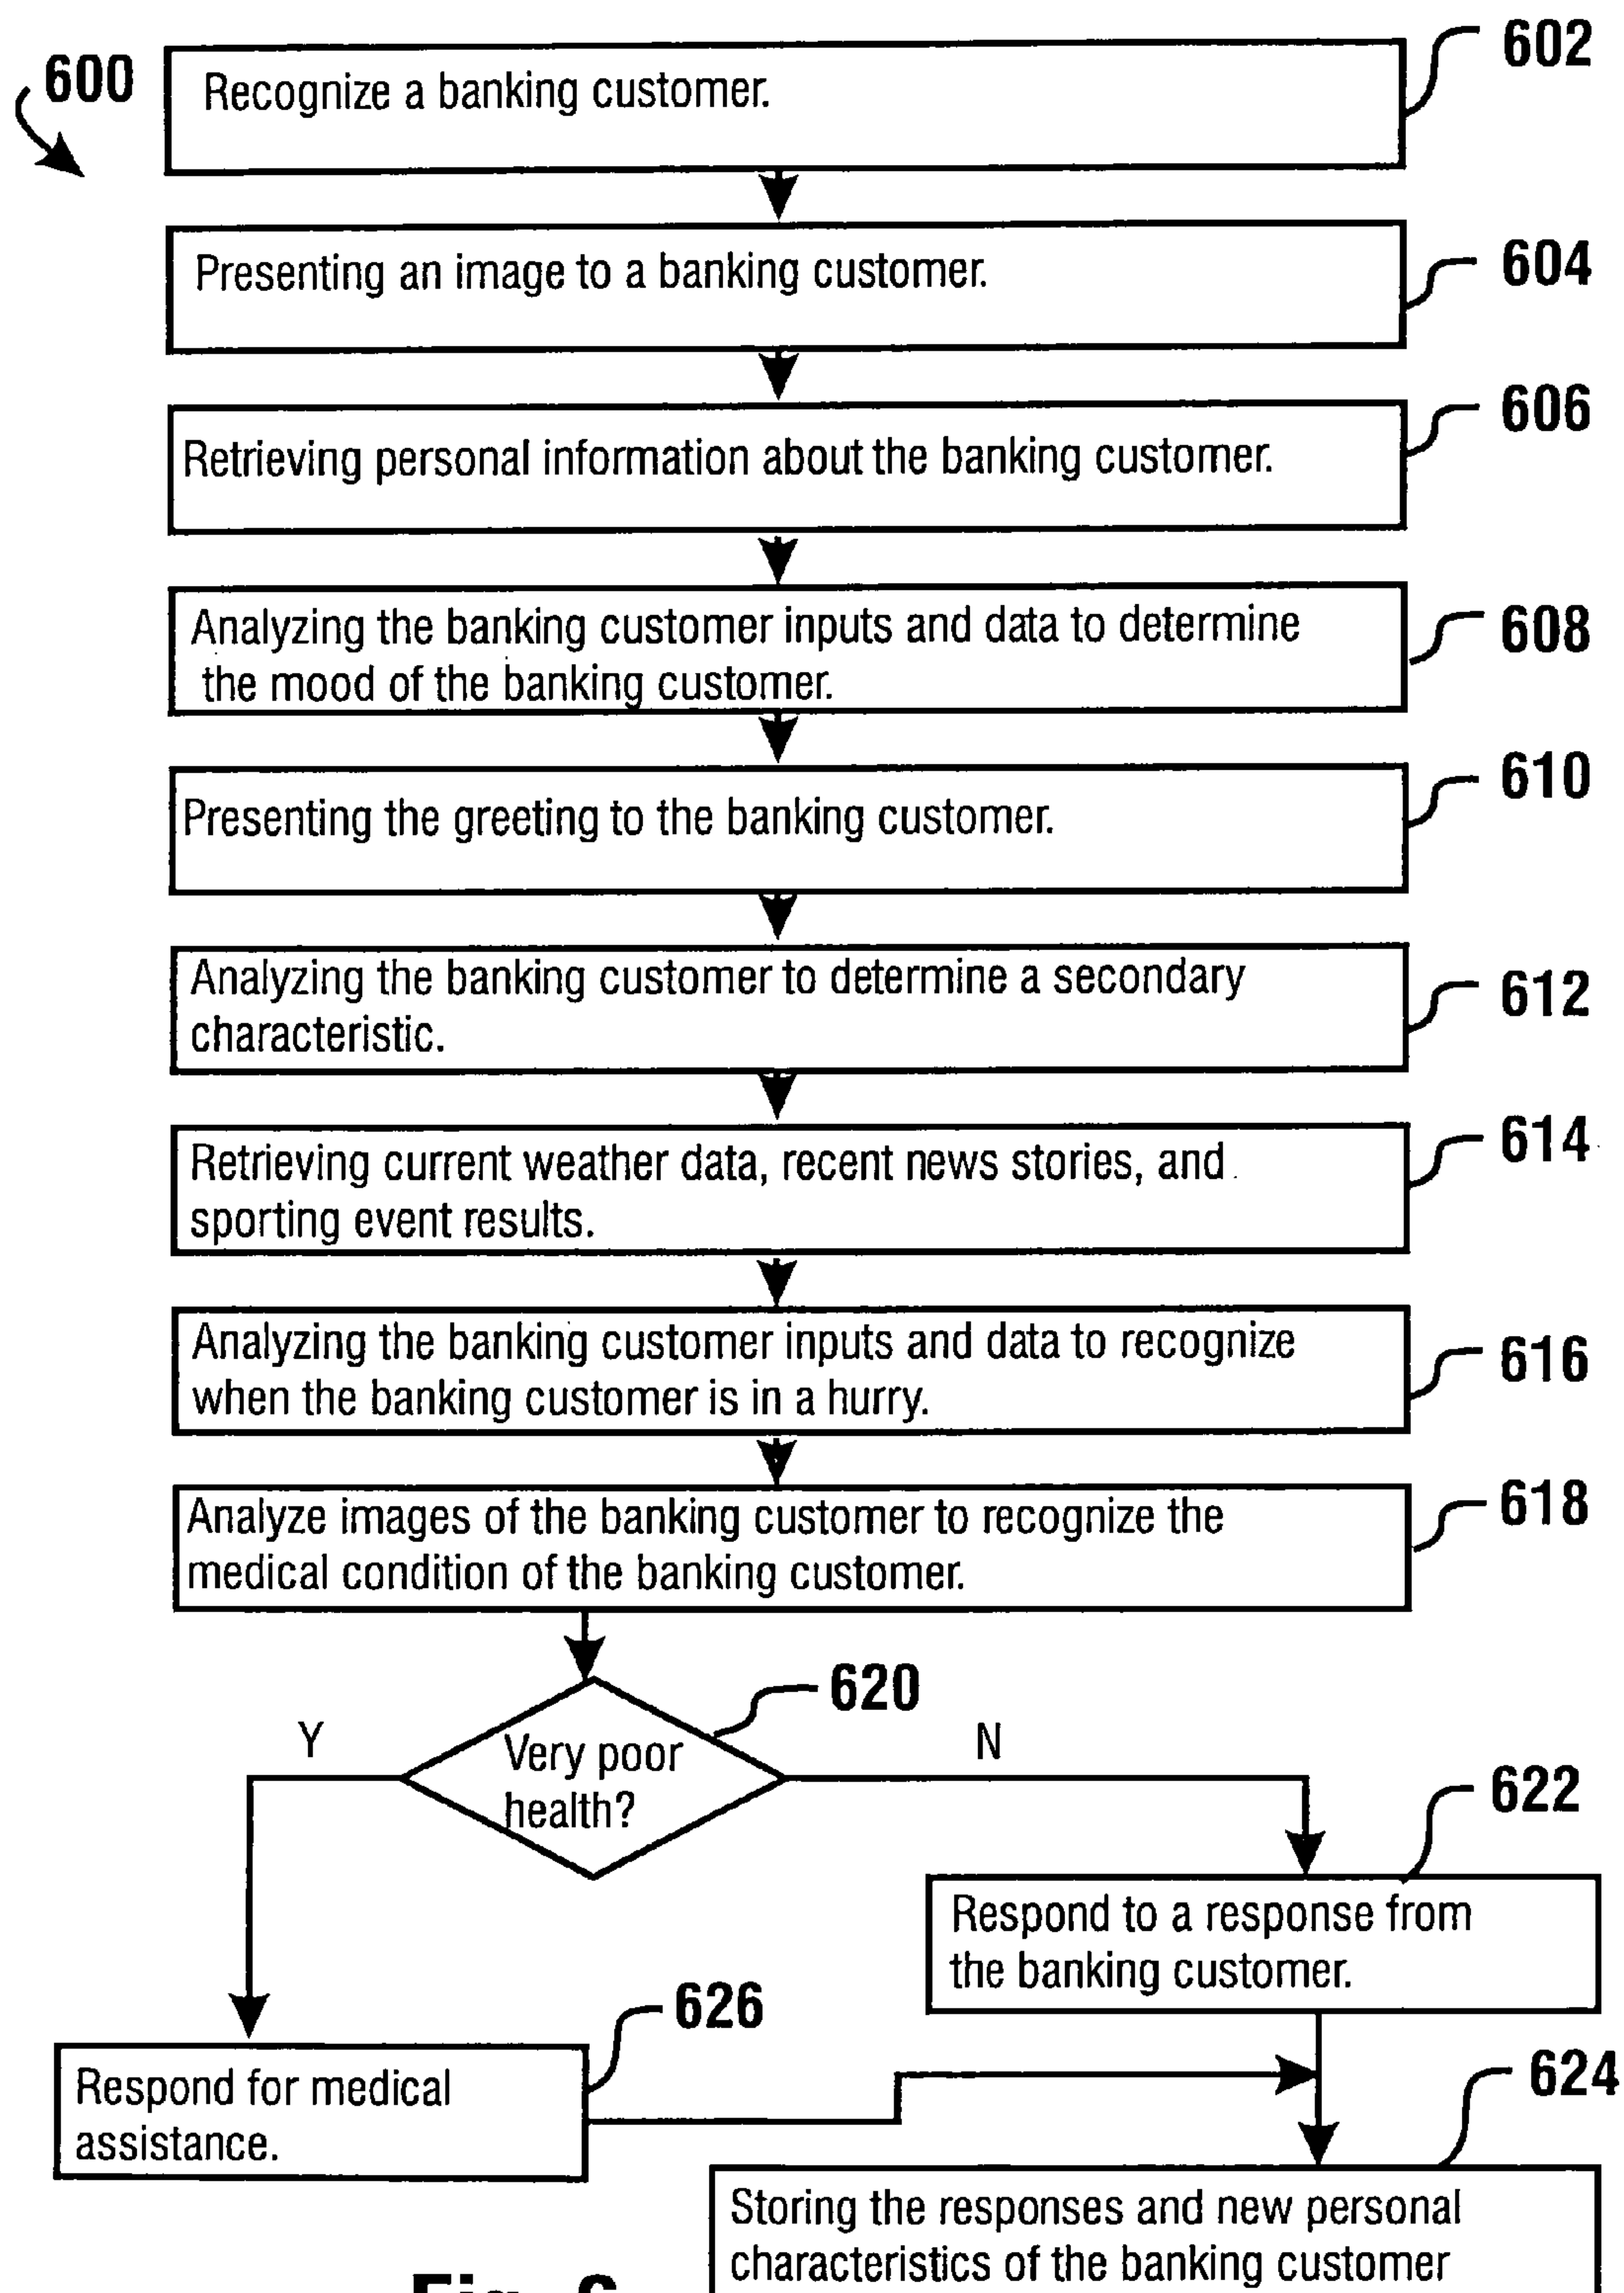 600
602
Recognize a banking customer.
604
Presenting an image to a banking customer.
606
Retrieving personal information about the banking customer.
608
Analyzing the banking customer inputs and data to determine
the mood of the banking customer.
610
Presenting the greeting to the banking customer.
612
Analyzing the banking customer to determine a secondary
characteristic.
614
Retrieving current weather data, recent news stories, and
sporting event results.
616
Analyzing the banking customer inputs and data to recognize
when the banking customer is in a hurry.
618
Analyze images of the banking customer to recognize the
medical condition of the banking customer.
620
Y
Very poor
health?
N
622
Respond to a response from
the banking customer.
626
Respond for medical
assistance.
624
Storing the responses and new personal
characteristics of the banking customer